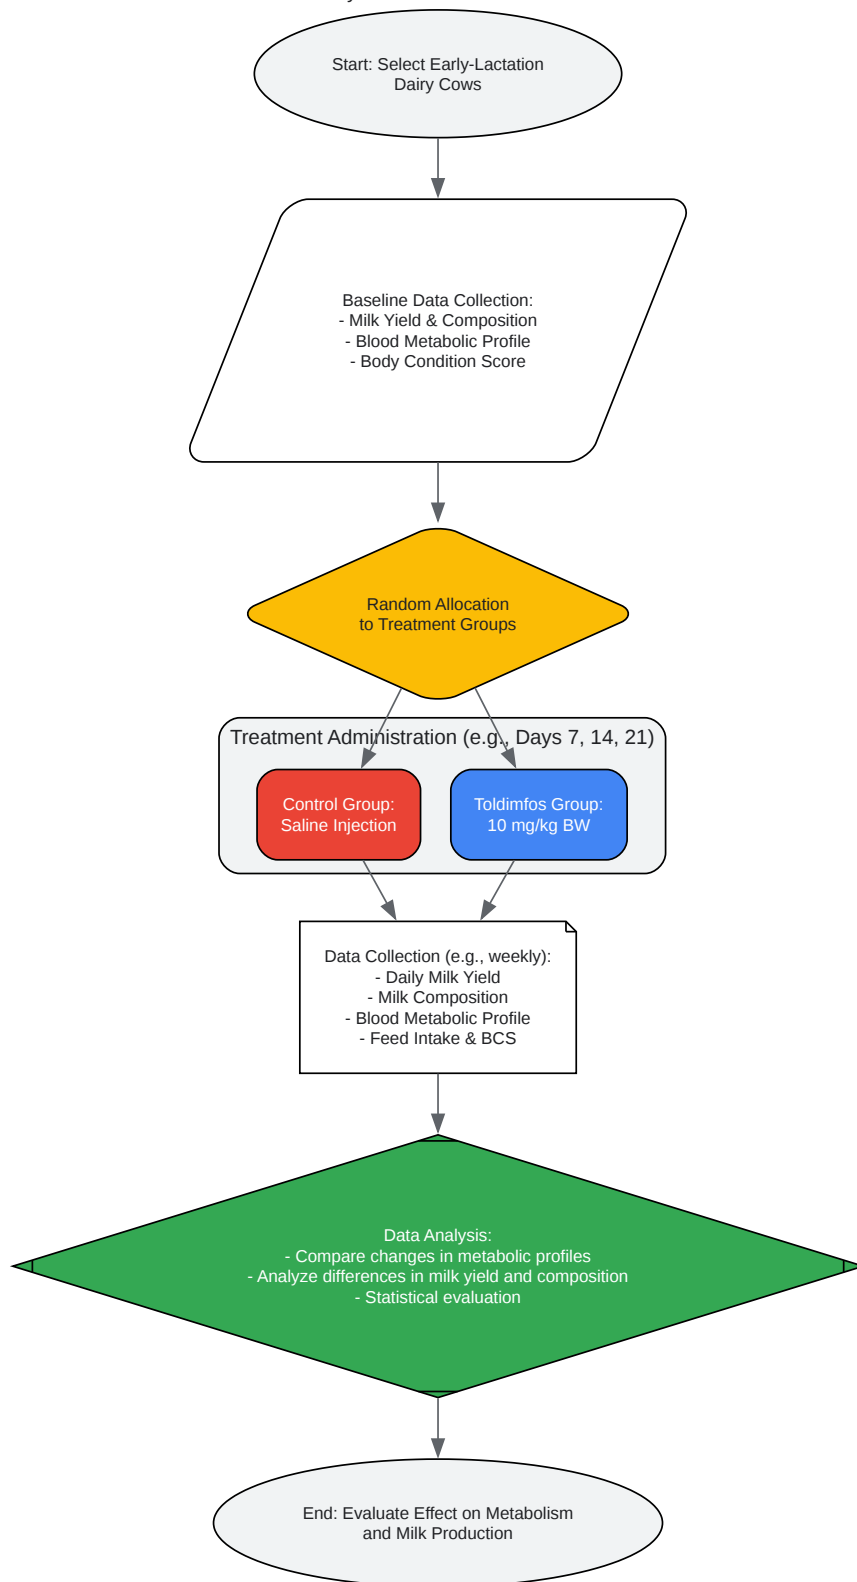 Start: Select Early-Lactation
Dairy Cows
Baseline Data Collection:
- Milk Yield & Composition
- Blood Metabolic Profile
- Body Condition Score
Random Allocation
to Treatment Groups
Treatment Administration (e.g., Days 7, 14, 21)
Control Group:
Saline Injection
Toldimfos Group:
10 mg/kg BW
Data Collection (e.g., weekly):
- Daily Milk Yield
- Milk Composition
- Blood Metabolic Profile
- Feed Intake & BCS
Data Analysis:
- Compare changes in metabolic profiles
- Analyze differences in milk yield and composition
- Statistical evaluation
End: Evaluate Effect on Metabolism
and Milk Production